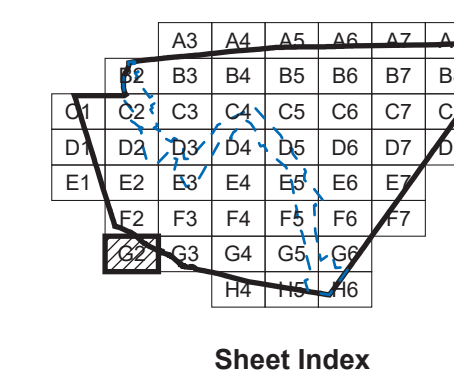 A3 A4 A5 A6 A7 A
B2 B3 B4 B5 B6 B7 B
C1 C2 C3 C4 C5 C6 C7 C
D1 D2 D3 D4 D5 D6 D7 D
E1 E2 E3 E4 E5 E6 E7
F2 F3 F4 F5 F6 F7
G2 G3 G4 G5 G6
H4 H5 H6
Sheet Index